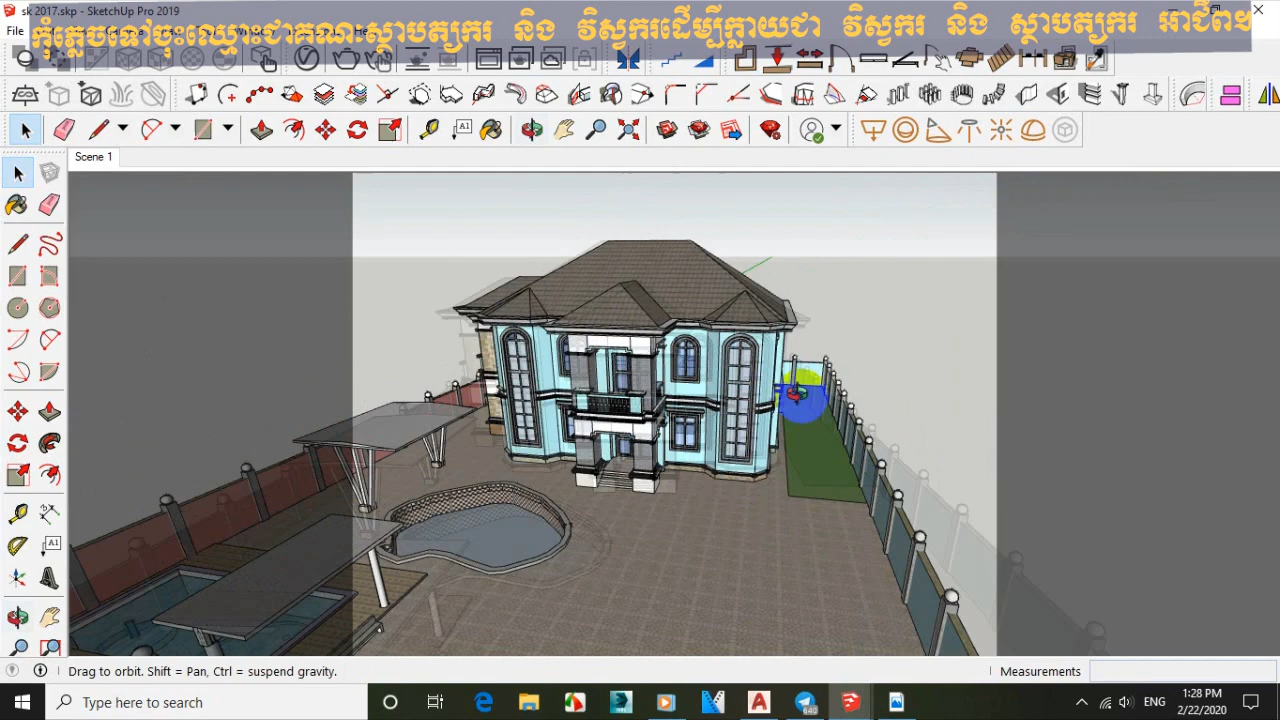 sk 2017.skp - SketchUp Pro 2019
កុំភ្លេចចុចចុះឈ្មោះជាគណស្ថាបត្យករ និង វិស្វករដើម្បីក្លាយជា វិស្វករ និង ស្ថាបត្យករ អាជីព
File
Scene 1
Drag to orbit. Shift = Pan, Ctrl = suspend gravity.
Measurements
Type here to search
ENG
1:28 PM
2/22/2020